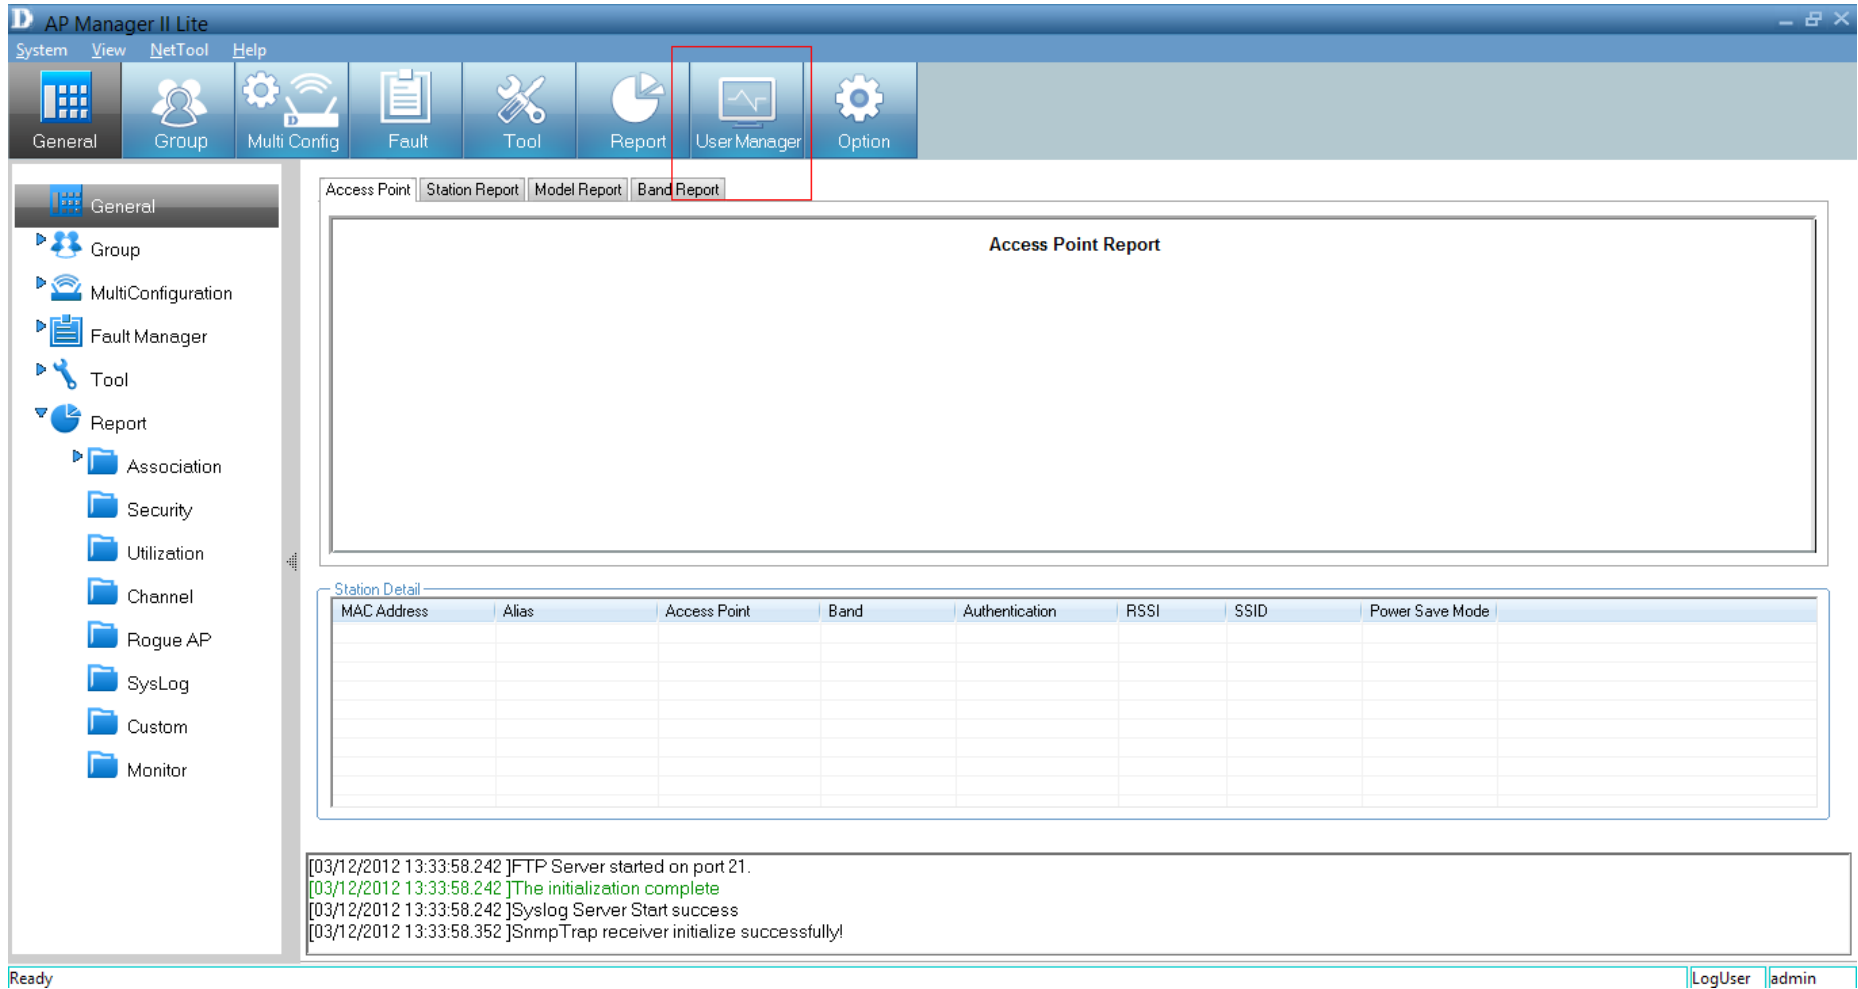 D AP Manager II Lite
System View NetTool Help
General Group Multi Config Fault Tool Report User Manager Option
D
General
Group
MultiConfiguration
Fault Manager
Tool
Report
Association
Security
Utilization
Channel
Rogue AP
SysLog
Custom
Monitor
Access Point Station Report Model Report Band Report
Access Point Report
Station Detail
MAC Address Alias Access Point Band Authentication RSSI SSID Power Save Mode
[03/12/2012 13:33:58.242 ]FTP Server started on port 21.
[03/12/2012 13:33:58.242 ]The initialization complete
[03/12/2012 13:33:58.242 ]Syslog Server Start success
[03/12/2012 13:33:58.352 ]SnmpTrap receiver initialize successfully!
Ready LogUser admin